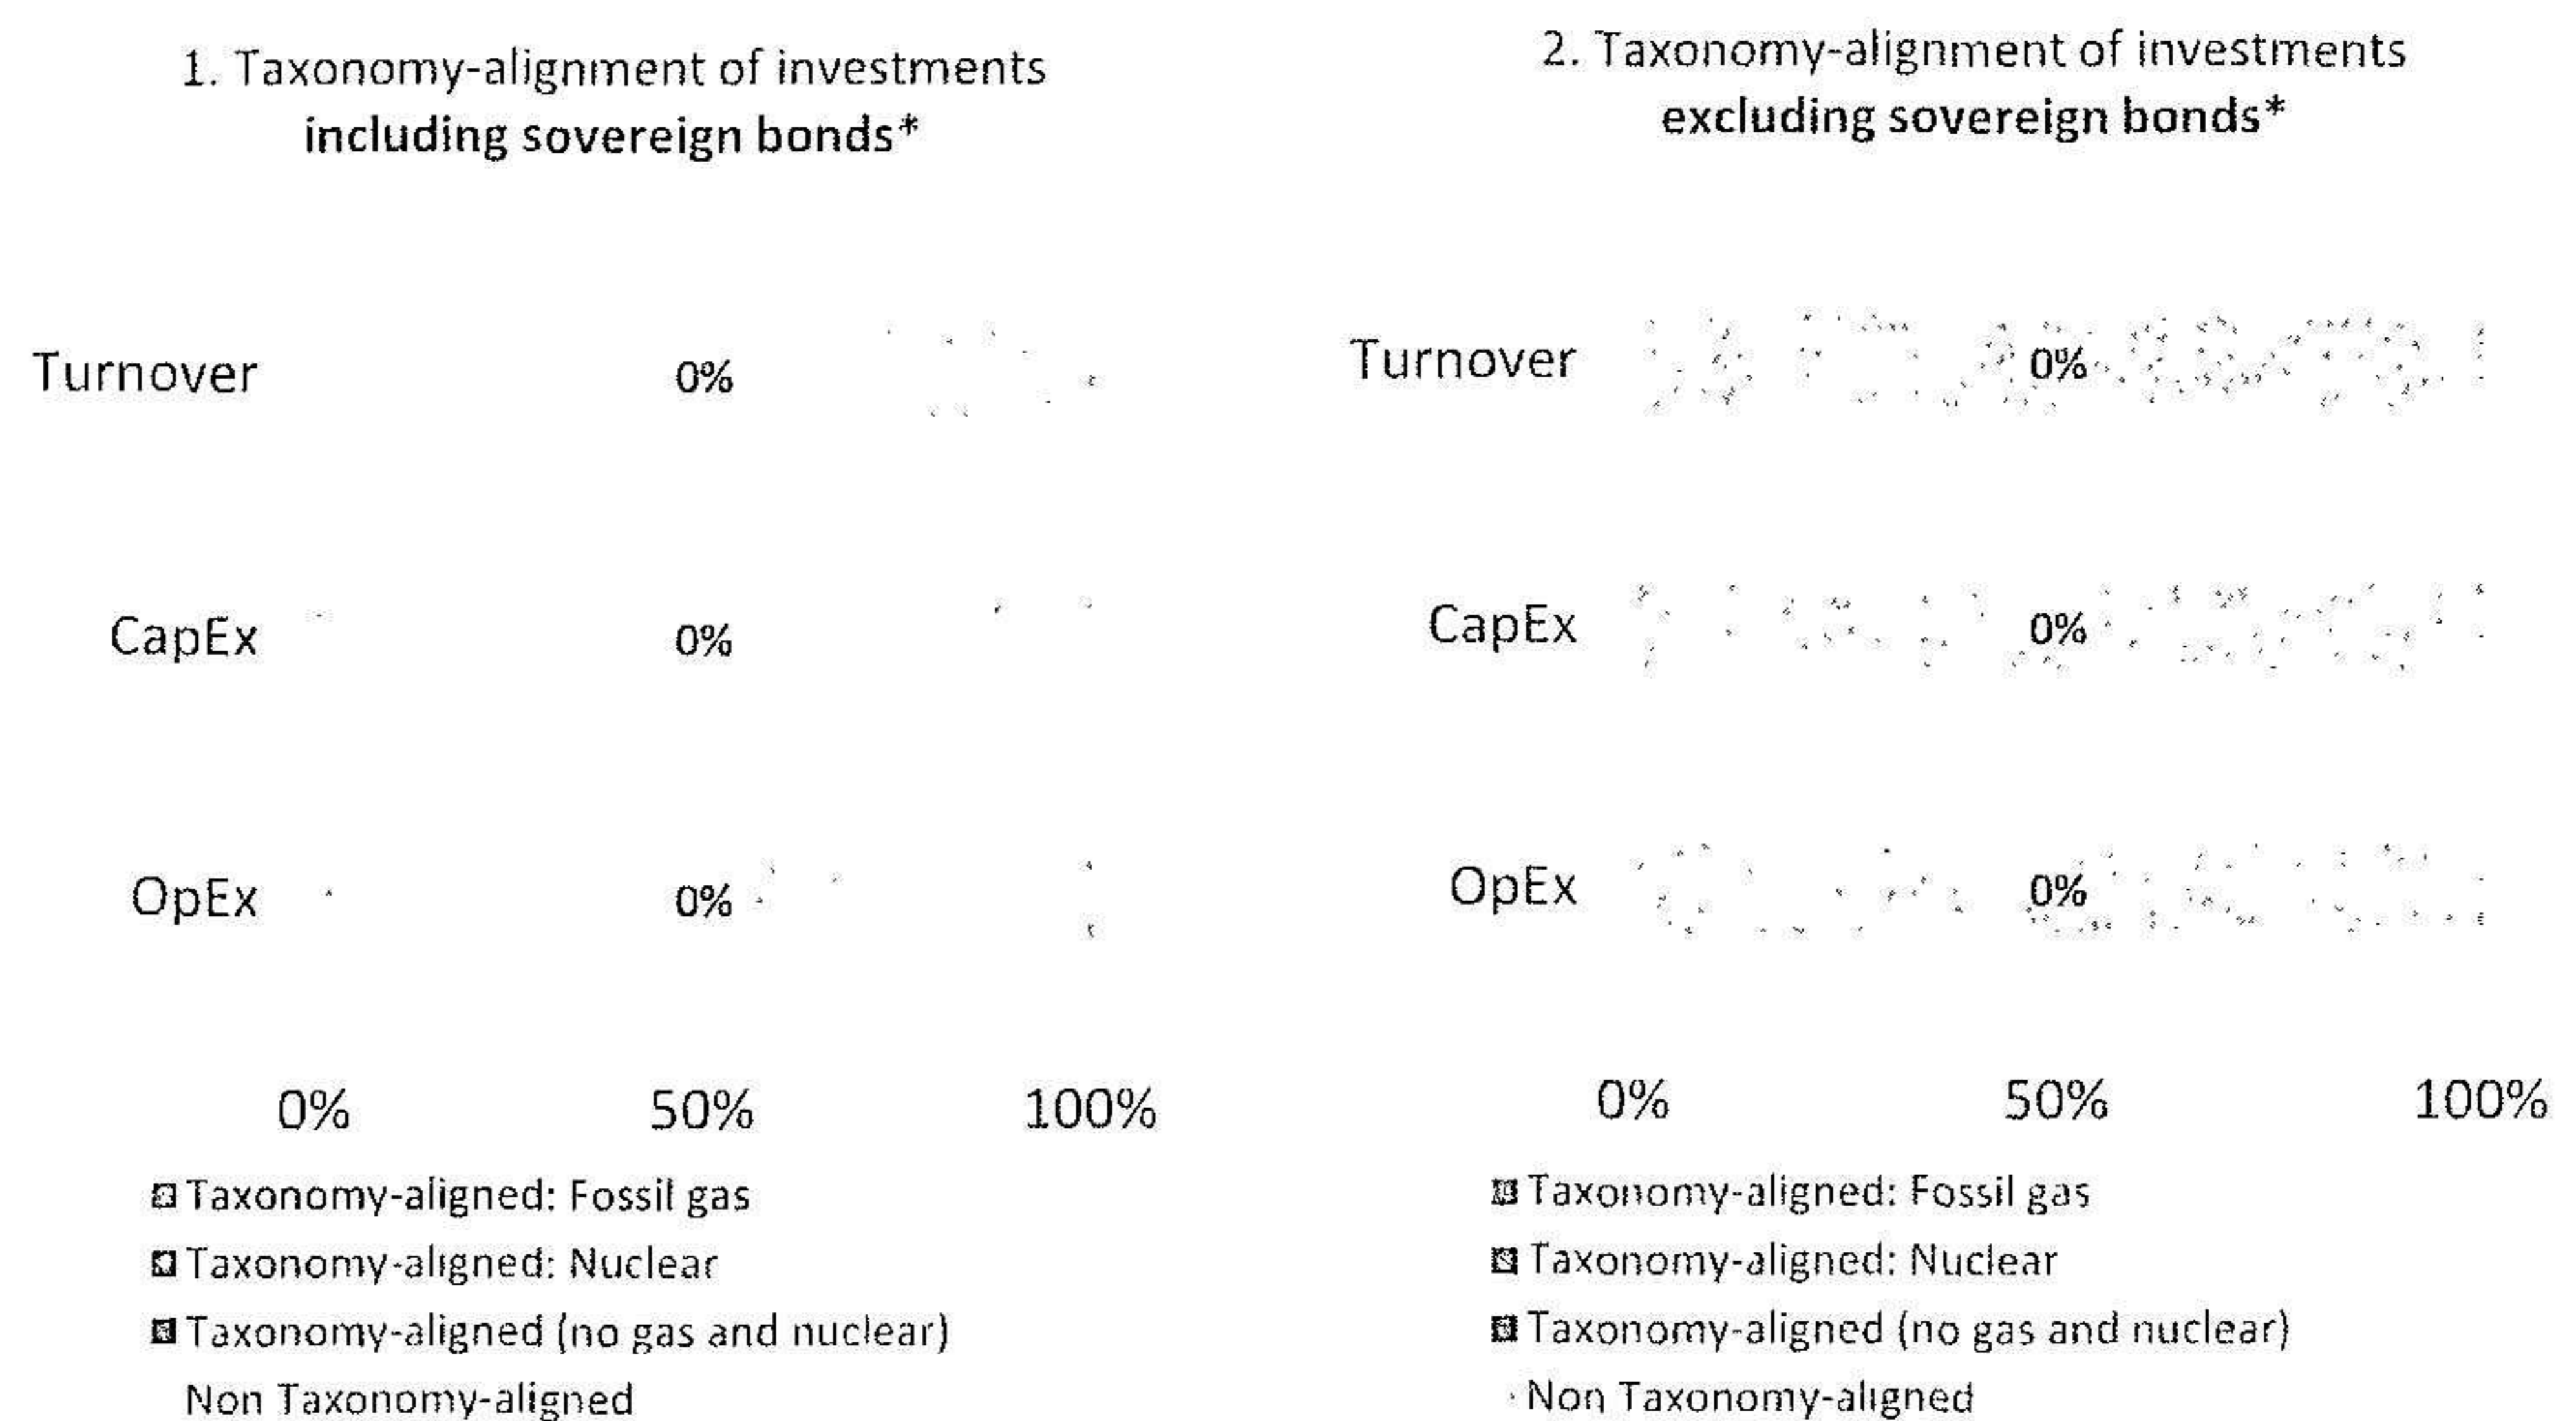 1. Taxonomy-alignment of investments
including sovereign bonds*
Turnover
0%
CapEx
0%
OpEx
0%
0%
50%
100%
Taxonomy-aligned: Fossil gas
Taxonomy-aligned: Nuclear
Taxonomy-aligned (no gas and nuclear)
Non Taxonomy-aligned
2. Taxonomy-alignment of investments
excluding sovereign bonds*
Turnover
0%
CapEx
0%
OpEx
0%
0%
50%
100%
Taxonomy-aligned: Fossil gas
Taxonomy-aligned: Nuclear
Taxonomy-aligned (no gas and nuclear)
Non Taxonomy-aligned